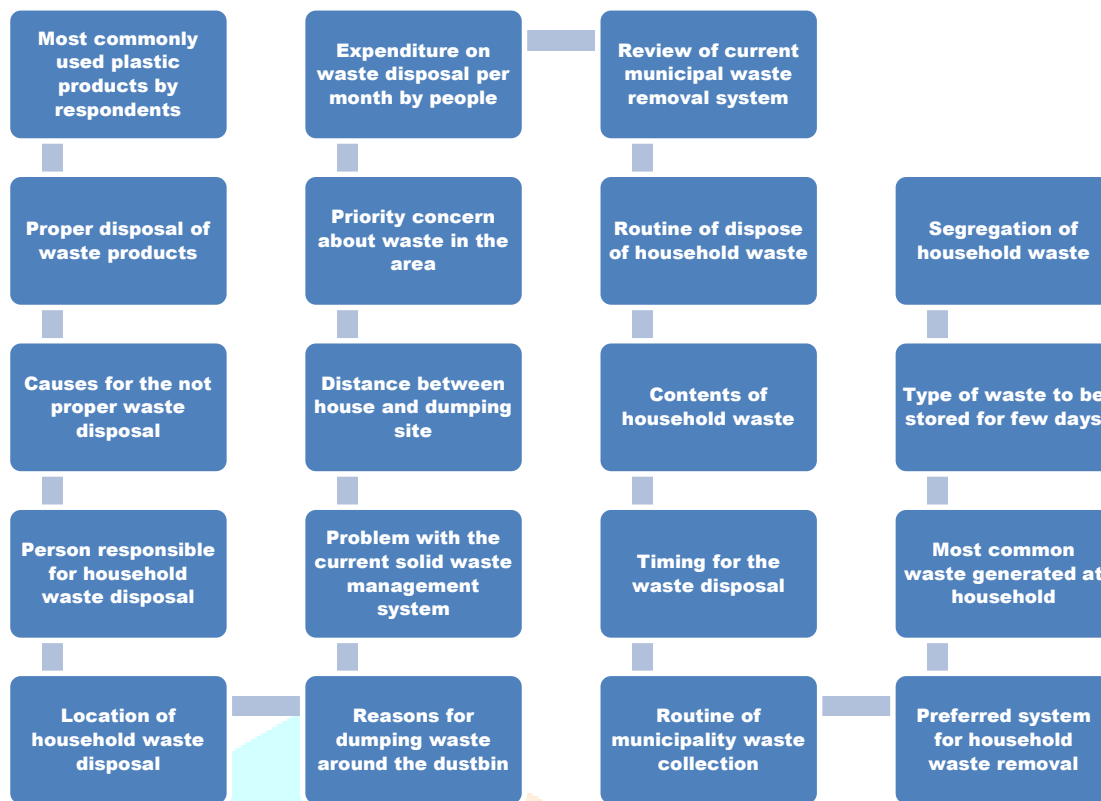 Most commonly
used plastic
products by
respondents
Proper disposal of
waste products
Causes for the not
proper waste
disposal
Person responsible
for household
waste disposal
Location of
household waste
disposal
Reasons for
dumping waste
around the dustbin
Problem with the
current solid waste
management
system
Distance between
house and dumping
site
Priority concern
about waste in the
area
Expenditure on
waste disposal per
month by people
Review of current
municipal waste
removal system
Routine of dispose
of household waste
Contents of
household waste
Timing for the
waste disposal
Routine of
municipality waste
collection
Preferred system
for household
waste removal
Most common
waste generated at
household
Type of waste to be
stored for few days
Segregation of
household waste